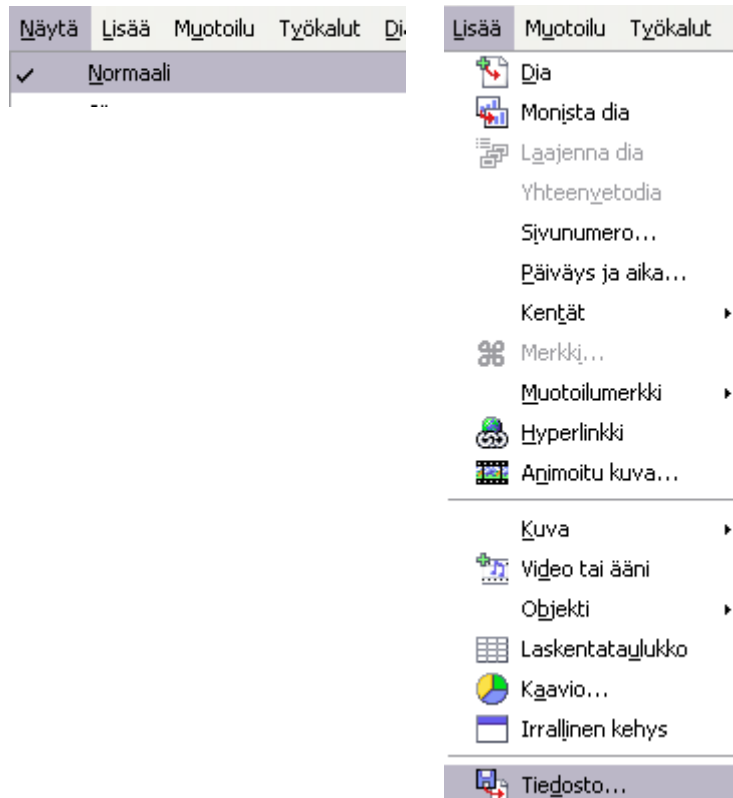 Näytä Lisää Muotoilu Työkalut
Normaali
Lisää Muotoilu Työkalut
Dia
Monista dia
Laajenna dia
Yhteenvetodia
Sivunumero...
Päiväys ja aika...
Kentät
Merkki...
Muotoilumerkki
Hyperlinkki
Animoitu kuva...
Kuva
Video tai ääni
Objekti
Laskentataulukko
Kaavio...
Irrallinen kehys
Tiedosto...